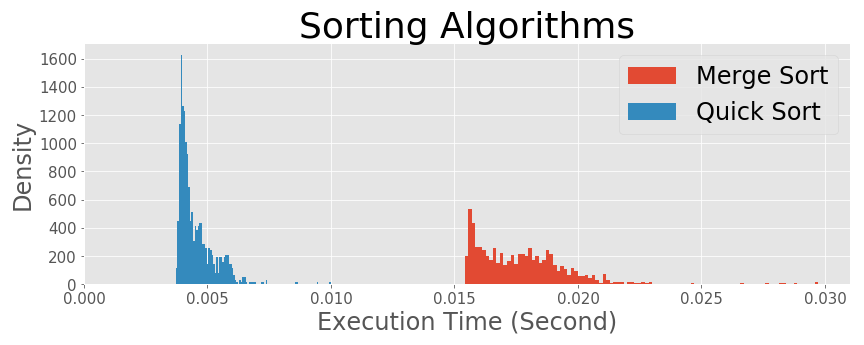 Sorting Algorithms
1600
1400
1200
1000
800
600
400
200
0
Density
Merge Sort
Quick Sort
0.000 0.005 0.010 0.015 0.020 0.025 0.030
Execution Time (Second)